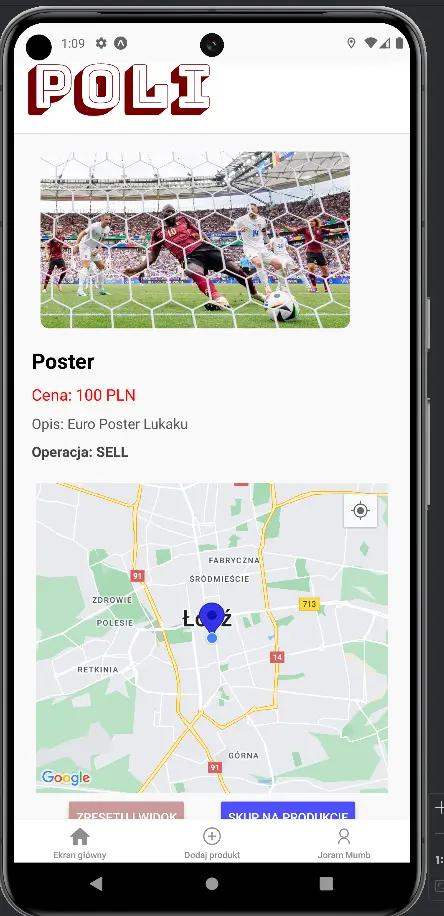 1:09
POLI
Poster
Cena: 100 PLN
Opis: Euro Poster Lukaku
Operacja: SELL
FABRYCZNA
ŚRÓDMIEŚCIE
91
ZDROWIE
713
POLESIE
Łódź
14
RETKINIA
GÓRNA
91
Google
ZRESETUJ WIDOK
SKUP NA PRODUKCIE
Ekran główny
Dodaj produkt
Joram Mumb